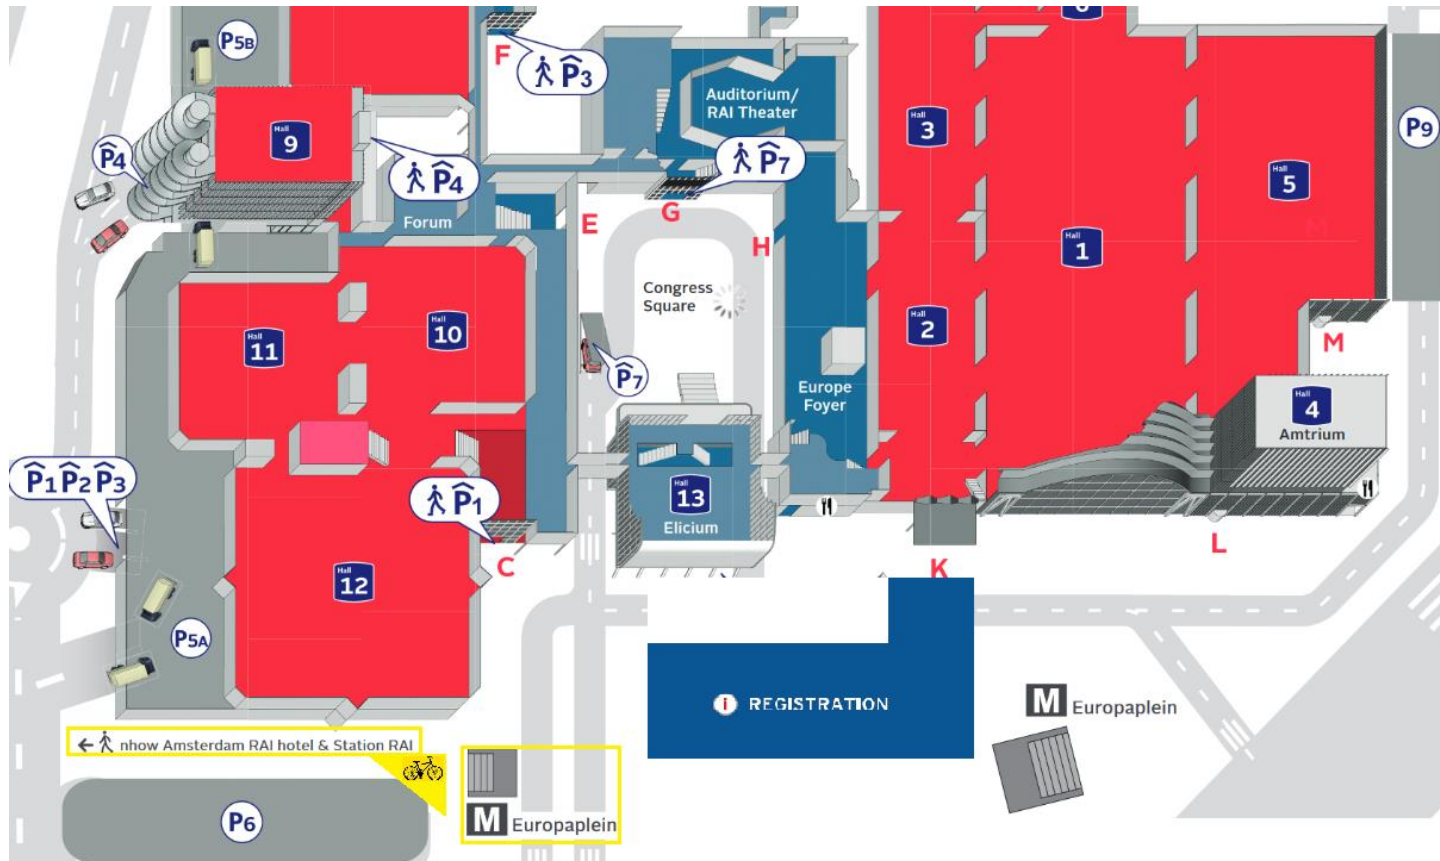 P5B
F
P3
Auditorium/
RAI Theater
Hall
3
P9
Hall
9
P4
P4
P7
Hall
5
Forum
E
G
H
M
Hall
1
Congress
Square
Hall
11
Hall
10
Hall
2
M
P7
Europe
Foyer
Hall
4
Amtrium
P1 P2 P3
P1
Hall
13
Elicium
L
C
K
Hall
12
P5A
i REGISTRATION
M Europaplein
nhow Amsterdam RAI hotel & Station RAI
P6
M Europaplein